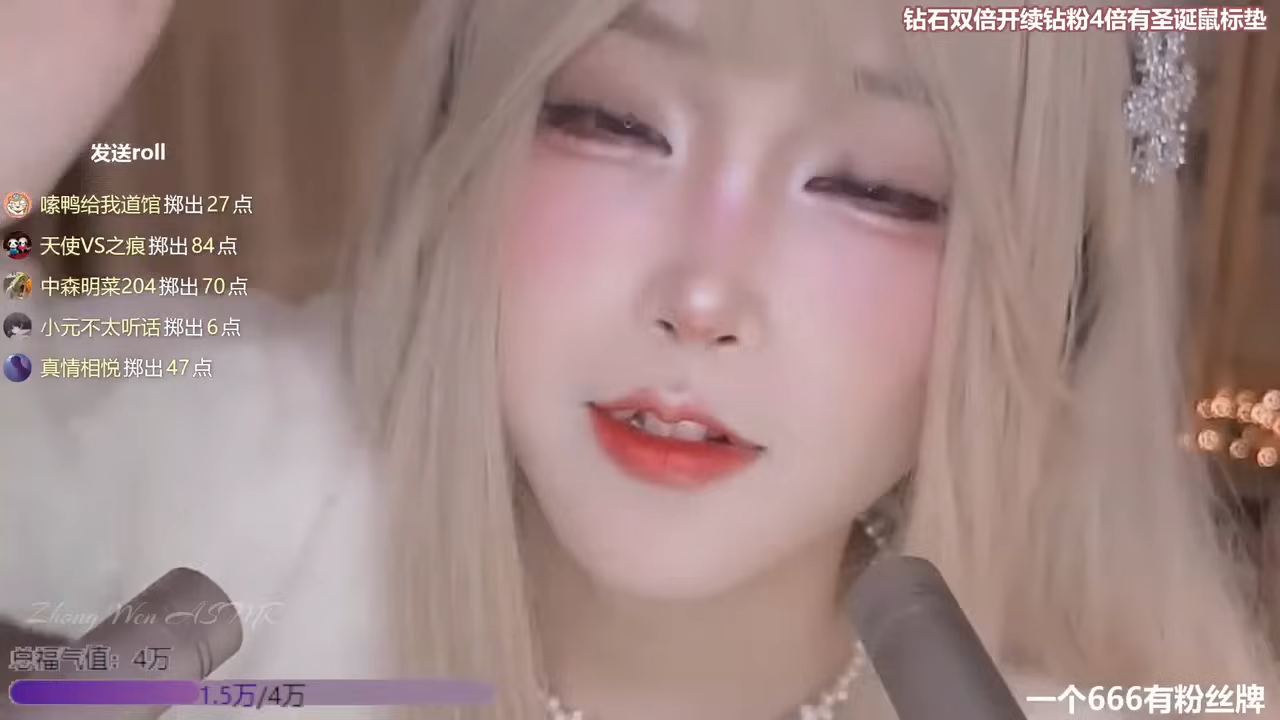 钻石双倍开续钻粉4倍有圣诞鼠标垫
发送roll
嗦鸭给我道馆 掷出 27 点
天使VS之痕 掷出 84 点
中森明菜204 掷出 70 点
小元不太听话 掷出 6 点
真情相悦 掷出 47 点
Zhong Wen ASMR
总福气值：4万
1.5万/4万
一个666有粉丝牌